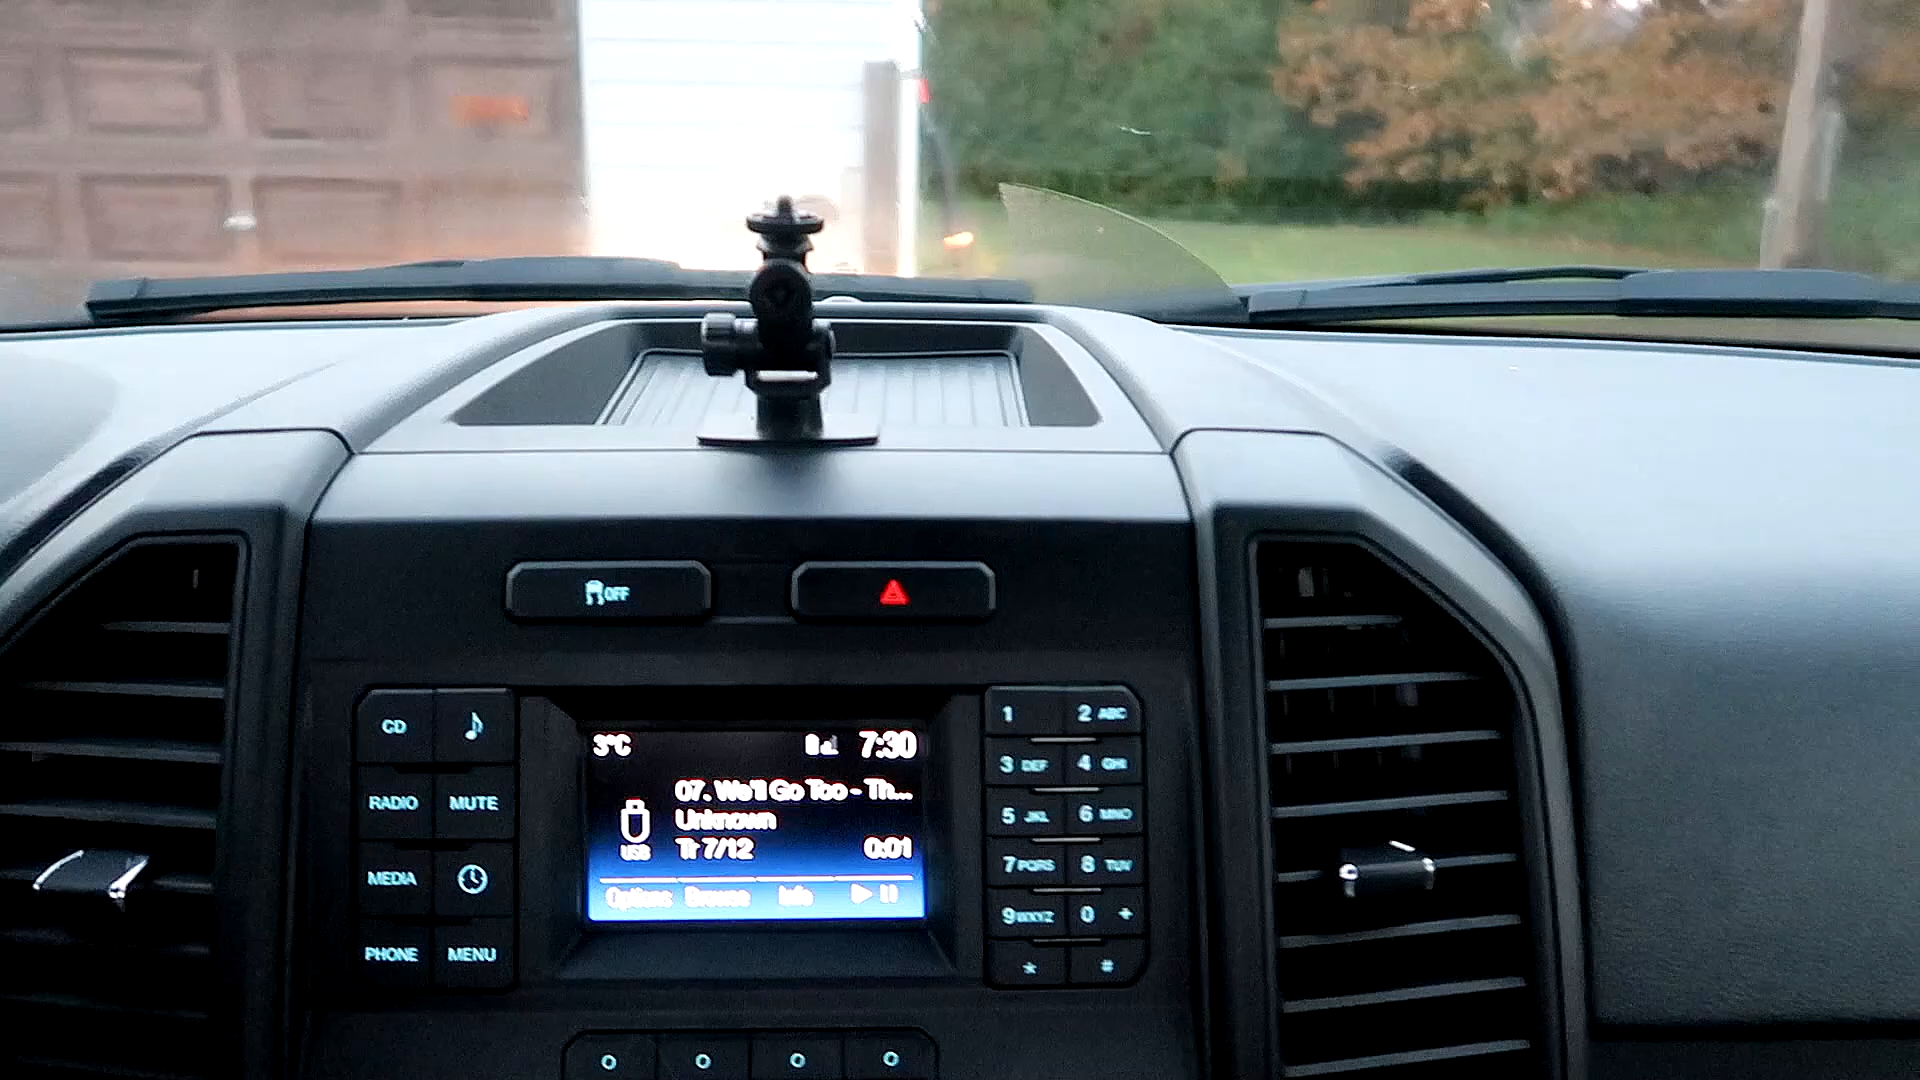 OFF
CD
RADIO MUTE
MEDIA
PHONE MENU
3°C 7:30
07. We'll Go Too - Th...
Unknown
USB Tr 7/12 0:01
Options Browse Info
1 2 ABC
3 DEF 4 GHI
5 JKL 6 MNO
7 PQRS 8 TUV
9 WXYZ 0 +
* #